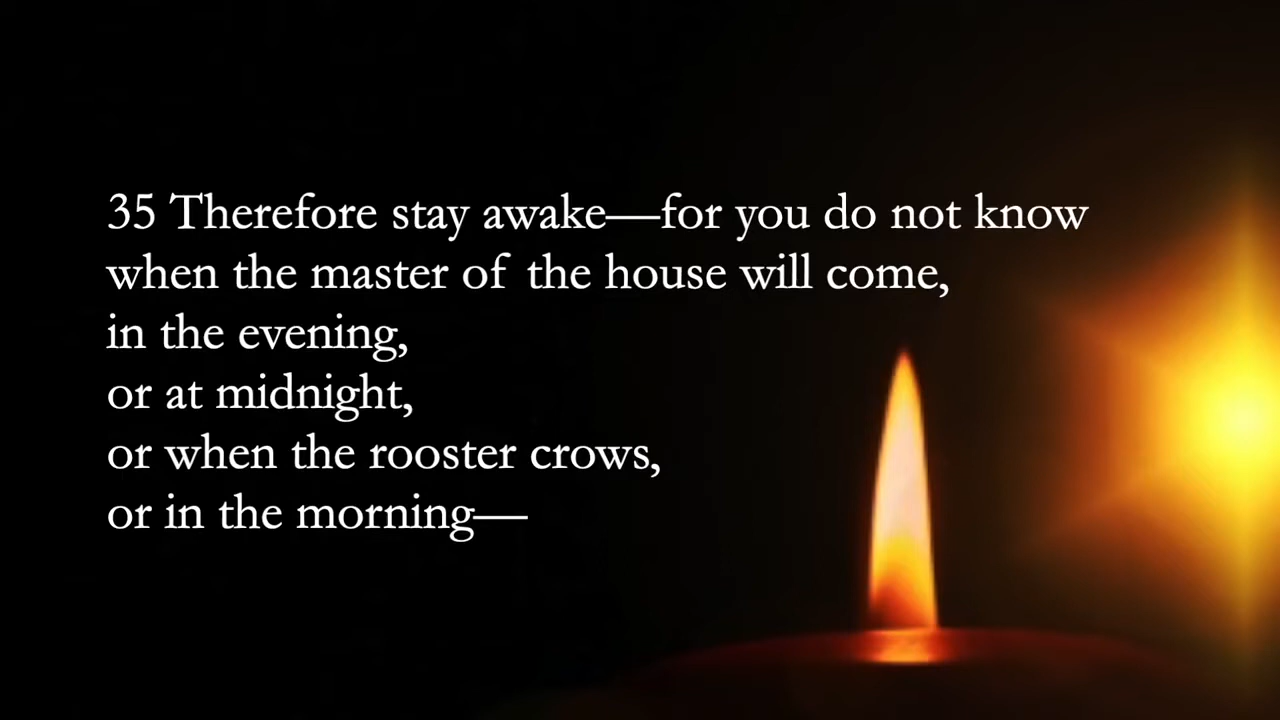 35 Therefore stay awake—for you do not know
when the master of the house will come,
in the evening,
or at midnight,
or when the rooster crows,
or in the morning—